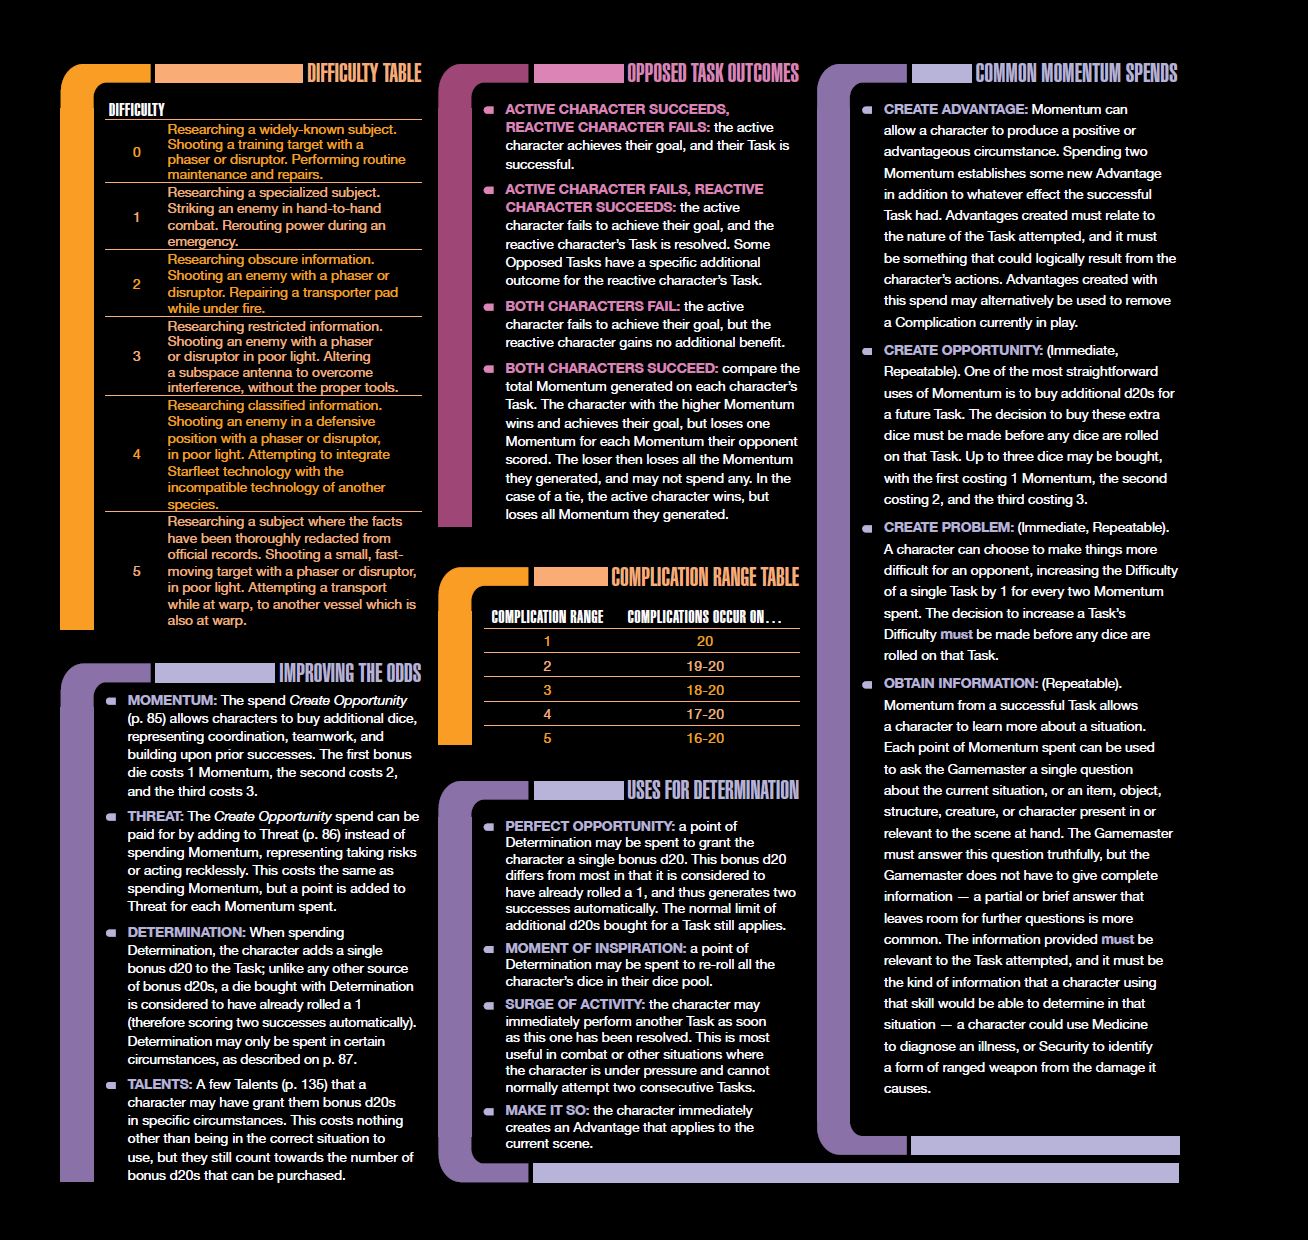 DIFFICULTY TABLE
DIFFICULTY
0
Researching a widely-known subject.
Shooting a training target with a
phaser or disruptor. Performing routine
maintenance and repairs.
1
Researching a specialized subject.
Striking an enemy in hand-to-hand
combat. Rerouting power during an
emergency.
2
Researching obscure information.
Shooting an enemy with a phaser or
disruptor. Repairing a transporter pad
while under fire.
3
Researching restricted information.
Shooting an enemy with a phaser
or disruptor in poor light. Altering
a subspace antenna to overcome
interference, without the proper tools.
4
Researching classified information.
Shooting an enemy in a defensive
position with a phaser or disruptor,
in poor light. Attempting to integrate
Starfleet technology with the
incompatible technology of another
species.
5
Researching a subject where the facts
have been thoroughly redacted from
official records. Shooting a small, fast-
moving target with a phaser or disruptor,
in poor light. Attempting a transport
while at warp, to another vessel which is
also at warp.
IMPROVING THE ODDS
MOMENTUM: The spend Create Opportunity
(p. 85) allows characters to buy additional dice,
representing coordination, teamwork, and
building upon prior successes. The first bonus
die costs 1 Momentum, the second costs 2,
and the third costs 3.
THREAT: The Create Opportunity spend can be
paid for by adding to Threat (p. 86) instead of
spending Momentum, representing taking risks
or acting recklessly. This costs the same as
spending Momentum, but a point is added to
Threat for each Momentum spent.
DETERMINATION: When spending
Determination, the character adds a single
bonus d20 to the Task; unlike any other source
of bonus d20s, a die bought with Determination
is considered to have already rolled a 1
(therefore scoring two successes automatically).
Determination may only be spent in certain
circumstances, as described on p. 87.
TALENTS: A few Talents (p. 135) that a
character may have grant them bonus d20s
in specific circumstances. This costs nothing
other than being in the correct situation to
use, but they still count towards the number of
bonus d20s that can be purchased.
OPPOSED TASK OUTCOMES
ACTIVE CHARACTER SUCCEEDS,
REACTIVE CHARACTER FAILS: the active
character achieves their goal, and their Task is
successful.
ACTIVE CHARACTER FAILS, REACTIVE
CHARACTER SUCCEEDS: the active
character fails to achieve their goal, and the
reactive character's Task is resolved. Some
Opposed Tasks have a specific additional
outcome for the reactive character's Task.
BOTH CHARACTERS FAIL: the active
character fails to achieve their goal, but the
reactive character gains no additional benefit.
BOTH CHARACTERS SUCCEED: compare the
total Momentum generated on each character's
Task. The character with the higher Momentum
wins and achieves their goal, but loses one
Momentum for each Momentum their opponent
scored. The loser then loses all the Momentum
they generated, and may not spend any. In the
case of a tie, the active character wins, but
loses all Momentum they generated.
COMPLICATION RANGE TABLE
COMPLICATION RANGE COMPLICATIONS OCCUR ON...
1 20
2 19-20
3 18-20
4 17-20
5 16-20
USES FOR DETERMINATION
PERFECT OPPORTUNITY: a point of
Determination may be spent to grant the
character a single bonus d20. This bonus d20
differs from most in that it is considered to
have already rolled a 1, and thus generates two
successes automatically. The normal limit of
additional d20s bought for a Task still applies.
MOMENT OF INSPIRATION: a point of
Determination may be spent to re-roll all the
character's dice in their dice pool.
SURGE OF ACTIVITY: the character may
immediately perform another Task as soon
as this one has been resolved. This is most
useful in combat or other situations where
the character is under pressure and cannot
normally attempt two consecutive Tasks.
MAKE IT SO: the character immediately
creates an Advantage that applies to the
current scene.
COMMON MOMENTUM SPENDS
CREATE ADVANTAGE: Momentum can
allow a character to produce a positive or
advantageous circumstance. Spending two
Momentum establishes some new Advantage
in addition to whatever effect the successful
Task had. Advantages created must relate to
the nature of the Task attempted, and it must
be something that could logically result from the
character's actions. Advantages created with
this spend may alternatively be used to remove
a Complication currently in play.
CREATE OPPORTUNITY: (Immediate,
Repeatable). One of the most straightforward
uses of Momentum is to buy additional d20s for
a future Task. The decision to buy these extra
dice must be made before any dice are rolled
on that Task. Up to three dice may be bought,
with the first costing 1 Momentum, the second
costing 2, and the third costing 3.
CREATE PROBLEM: (Immediate, Repeatable).
A character can choose to make things more
difficult for an opponent, increasing the Difficulty
of a single Task by 1 for every two Momentum
spent. The decision to increase a Task's
Difficulty must be made before any dice are
rolled on that Task.
OBTAIN INFORMATION: (Repeatable).
Momentum from a successful Task allows
a character to learn more about a situation.
Each point of Momentum spent can be used
to ask the Gamemaster a single question
about the current situation, or an item, object,
structure, creature, or character present in or
relevant to the scene at hand. The Gamemaster
must answer this question truthfully, but the
Gamemaster does not have to give complete
information — a partial or brief answer that
leaves room for further questions is more
common. The information provided must be
relevant to the Task attempted, and it must be
the kind of information that a character using
that skill would be able to determine in that
situation — a character could use Medicine
to diagnose an illness, or Security to identify
a form of ranged weapon from the damage it
causes.